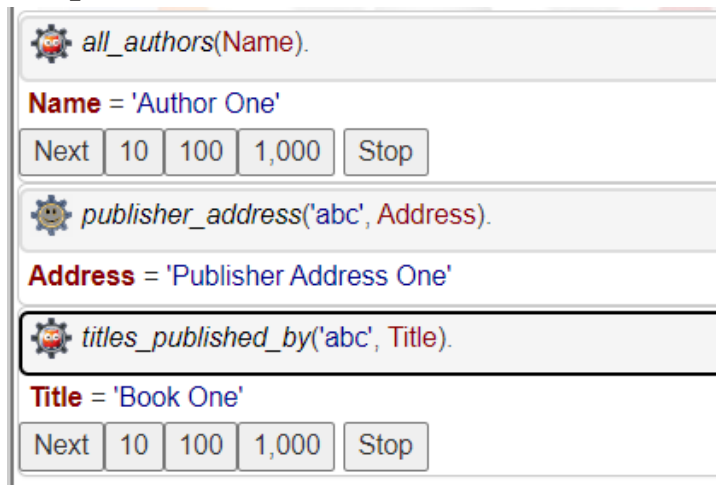 all_authors(Name).
Name = 'Author One'
Next 10 100 1,000 Stop
publisher_address('abc', Address).
Address = 'Publisher Address One'
titles_published_by('abc', Title).
Title = 'Book One'
Next 10 100 1,000 Stop